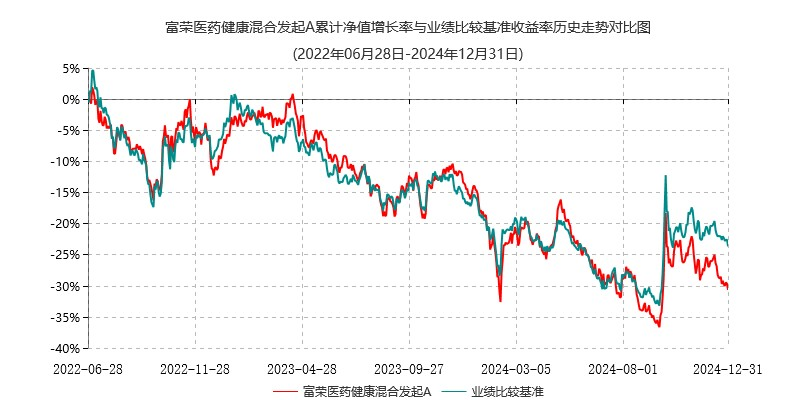 富荣医药健康混合发起A累计净值增长率与业绩比较基准收益率历史走势对比图
(2022年06月28日-2024年12月31日)
5%
0%
-5%
-10%
-15%
-20%
-25%
-30%
-35%
-40%
2022-06-28 2022-11-28 2023-04-28 2023-09-27 2024-03-05 2024-08-01 2024-12-31
富荣医药健康混合发起A 业绩比较基准